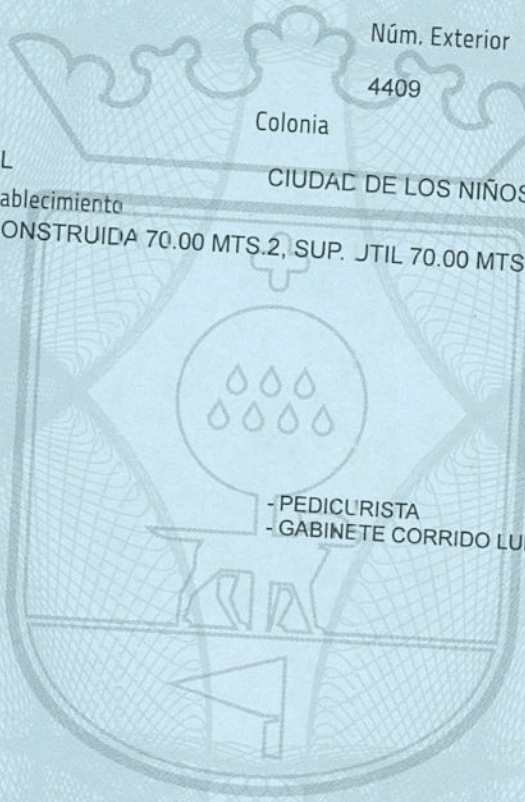 Núm. Exterior
4409
Colonia
L
CIUDAD DE LOS NIÑOS
ablecimiento
ONSTRUIDA 70.00 MTS.2, SUP. UTIL 70.00 MTS
- PEDICURISTA
- GABINETE CORRIDO LU